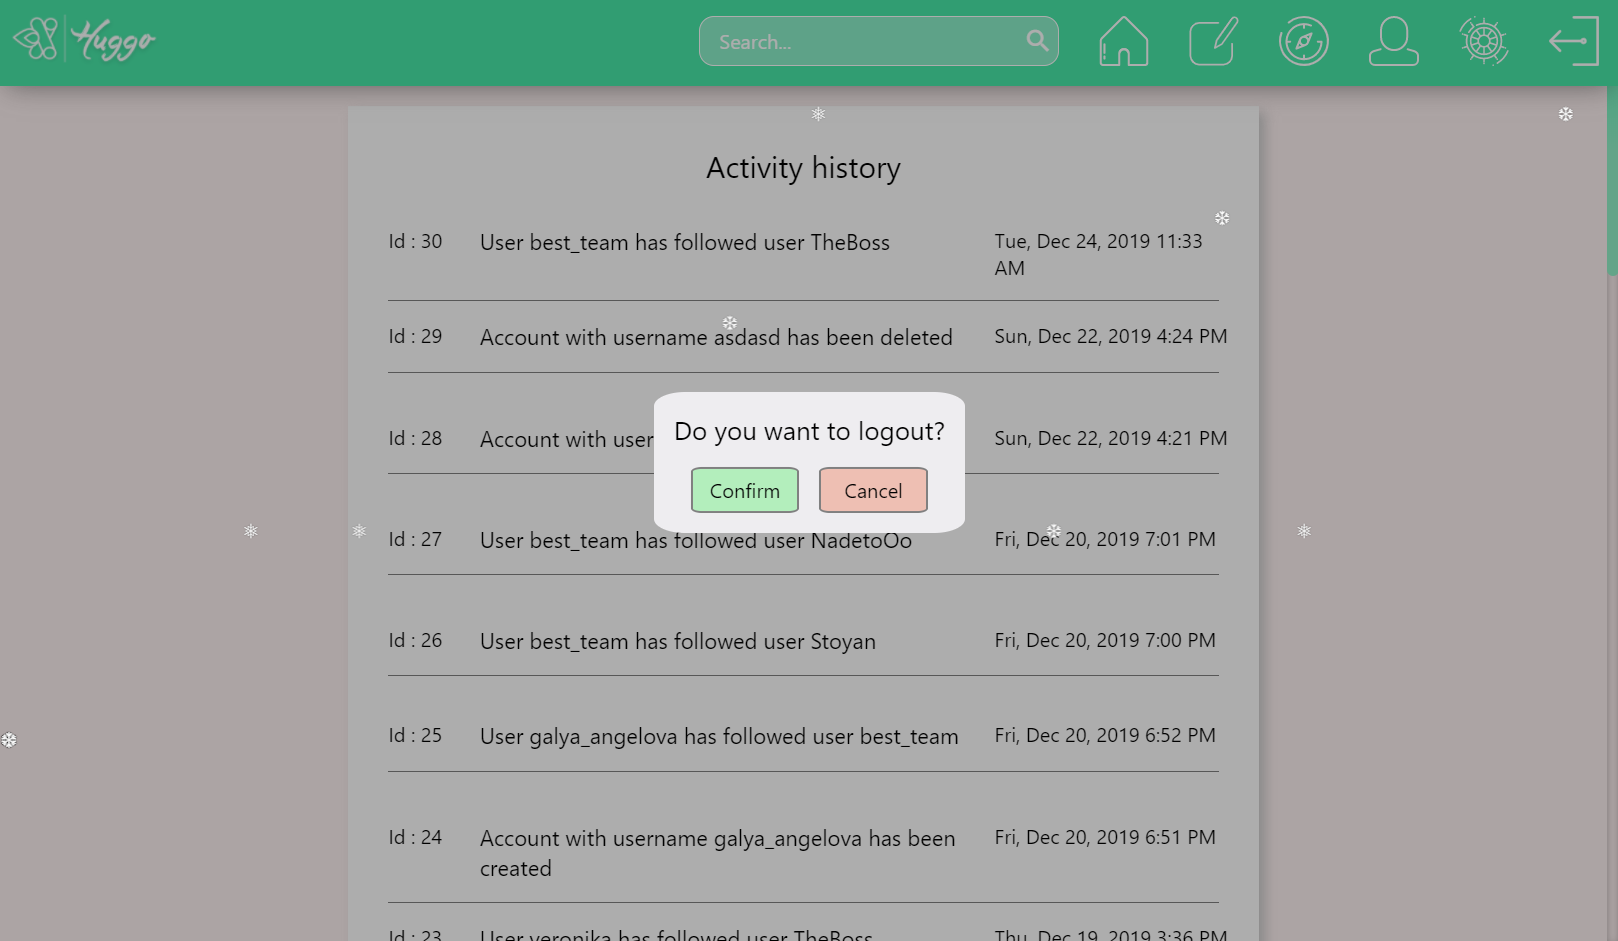 Huggo
Search...
Activity history
Id : 30
User best_team has followed user TheBoss
Tue, Dec 24, 2019 11:33
AM
Id : 29
Account with username asdasd has been deleted
Sun, Dec 22, 2019 4:24 PM
Id : 28
Account with user
Sun, Dec 22, 2019 4:21 PM
Do you want to logout?
Confirm
Cancel
Id : 27
User best_team has followed user NadetoOo
Fri, Dec 20, 2019 7:01 PM
Id : 26
User best_team has followed user Stoyan
Fri, Dec 20, 2019 7:00 PM
Id : 25
User galya_angelova has followed user best_team
Fri, Dec 20, 2019 6:52 PM
Id : 24
Account with username galya_angelova has been
created
Fri, Dec 20, 2019 6:51 PM
Id : 23
User veronika has followed user TheBoss
Thu, Dec 19, 2019 3:36 PM